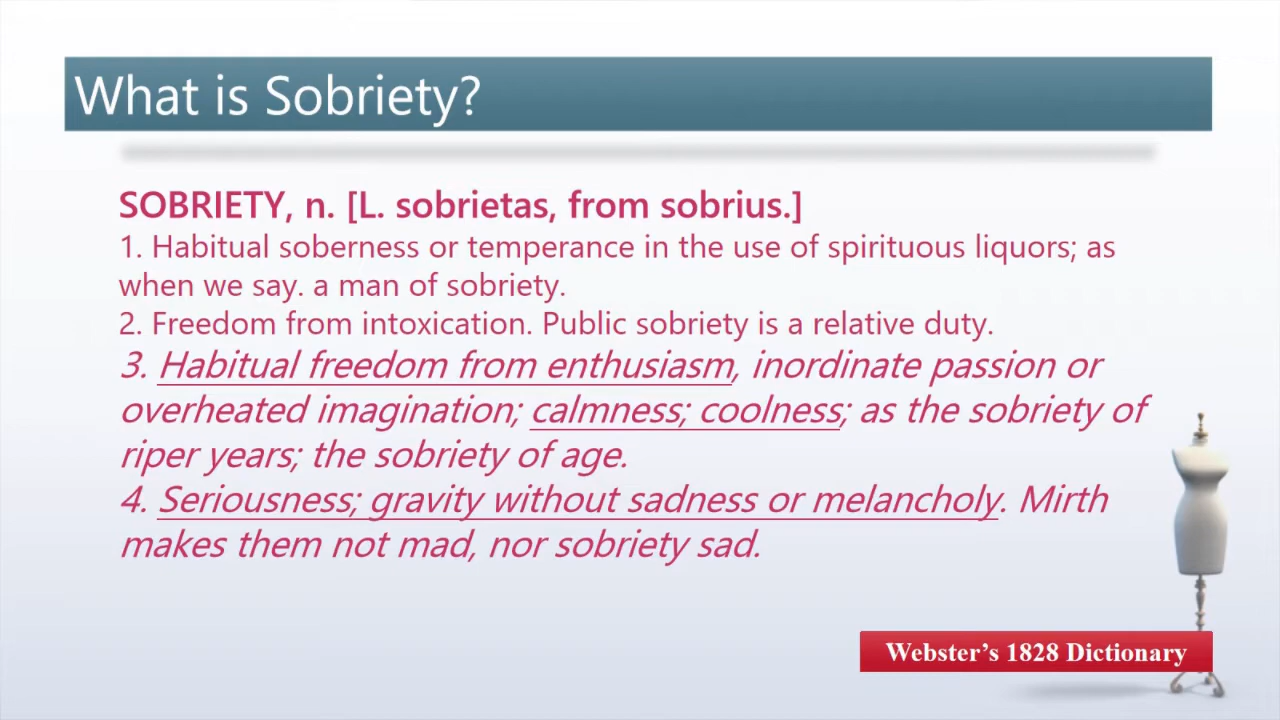 What is Sobriety?
SOBRIETY, n. [L. sobrietas, from sobrius.]
1. Habitual soberness or temperance in the use of spirituous liquors; as
when we say. a man of sobriety.
2. Freedom from intoxication. Public sobriety is a relative duty.
3. Habitual freedom from enthusiasm, inordinate passion or
overheated imagination; calmness; coolness; as the sobriety of
riper years; the sobriety of age.
4. Seriousness; gravity without sadness or melancholy. Mirth
makes them not mad, nor sobriety sad.
Webster’s 1828 Dictionary